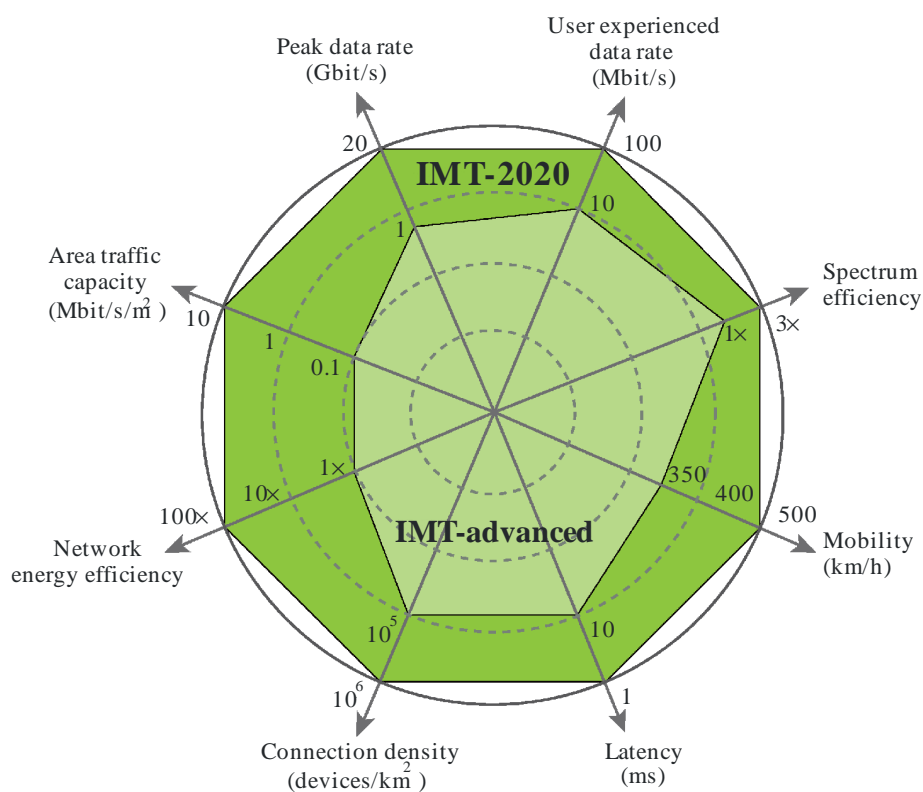 User experienced
data rate
(Mbit/s)
Peak data rate
(Gbit/s)
20
100
IMT-2020
10
1
Area traffic
capacity
(Mbit/s/m²)
Spectrum
efficiency
10
1
0.1
1×
3×
1×
10×
100×
350
400
500
Network
energy efficiency
Mobility
(km/h)
IMT-advanced
10⁵
10
10⁶
1
Connection density
(devices/km²)
Latency
(ms)